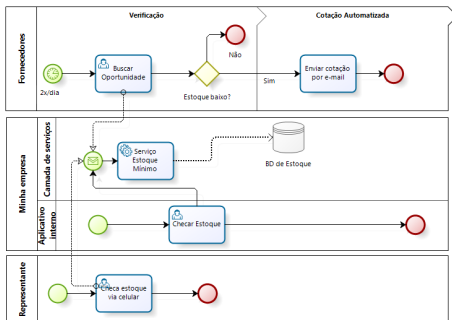 Verificação
Cotação Automatizada
Fornecedores
Buscar
Oportunidade
Não
Enviar cotação
por e-mail
2x/dia
Sim
Estoque baixo?
Minha empresa
Camada de serviços
Serviço
Estoque
Mínimo
BD de Estoque
Aplicativo
interno
Checar Estoque
Representante
Checa estoque
via celular